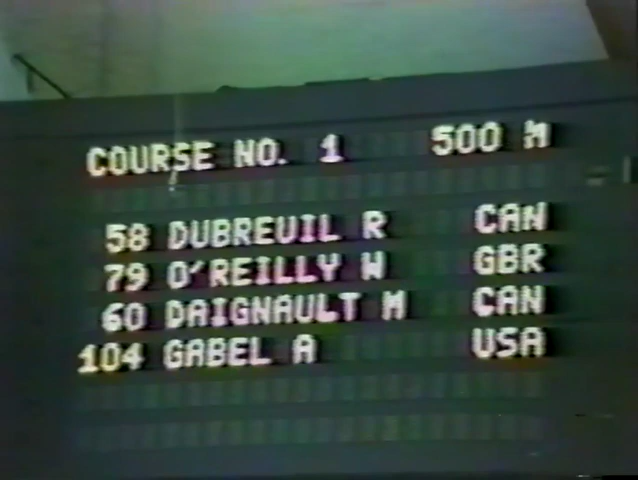 COURSE NO. 1 500 M
58 DUBREUIL R CAN
79 O'REILLY W GBR
60 DAIGNAULT M CAN
104 GABEL A USA